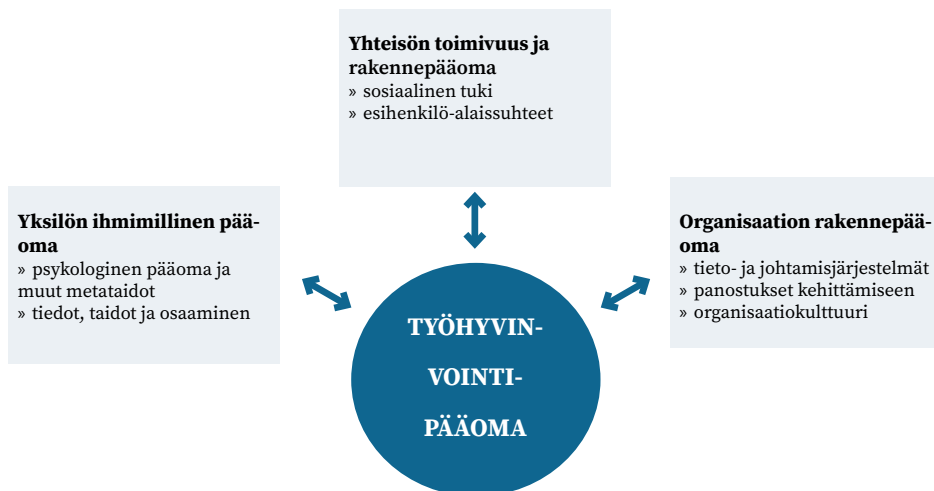 Yhteisön toimivuus ja
rakennepääoma
» sosiaalinen tuki
» esihenkilö-alaissuhteet
Yksilön ihmimillinen pää-
oma
» psykologinen pääoma ja
muut metataidot
» tiedot, taidot ja osaaminen
Organisaation rakennepää-
oma
» tieto- ja johtamisjärjestelmät
» panostukset kehittämiseen
» organisaatiokulttuuri
TYÖHYVIN-
VOINTI-
PÄÄOMA